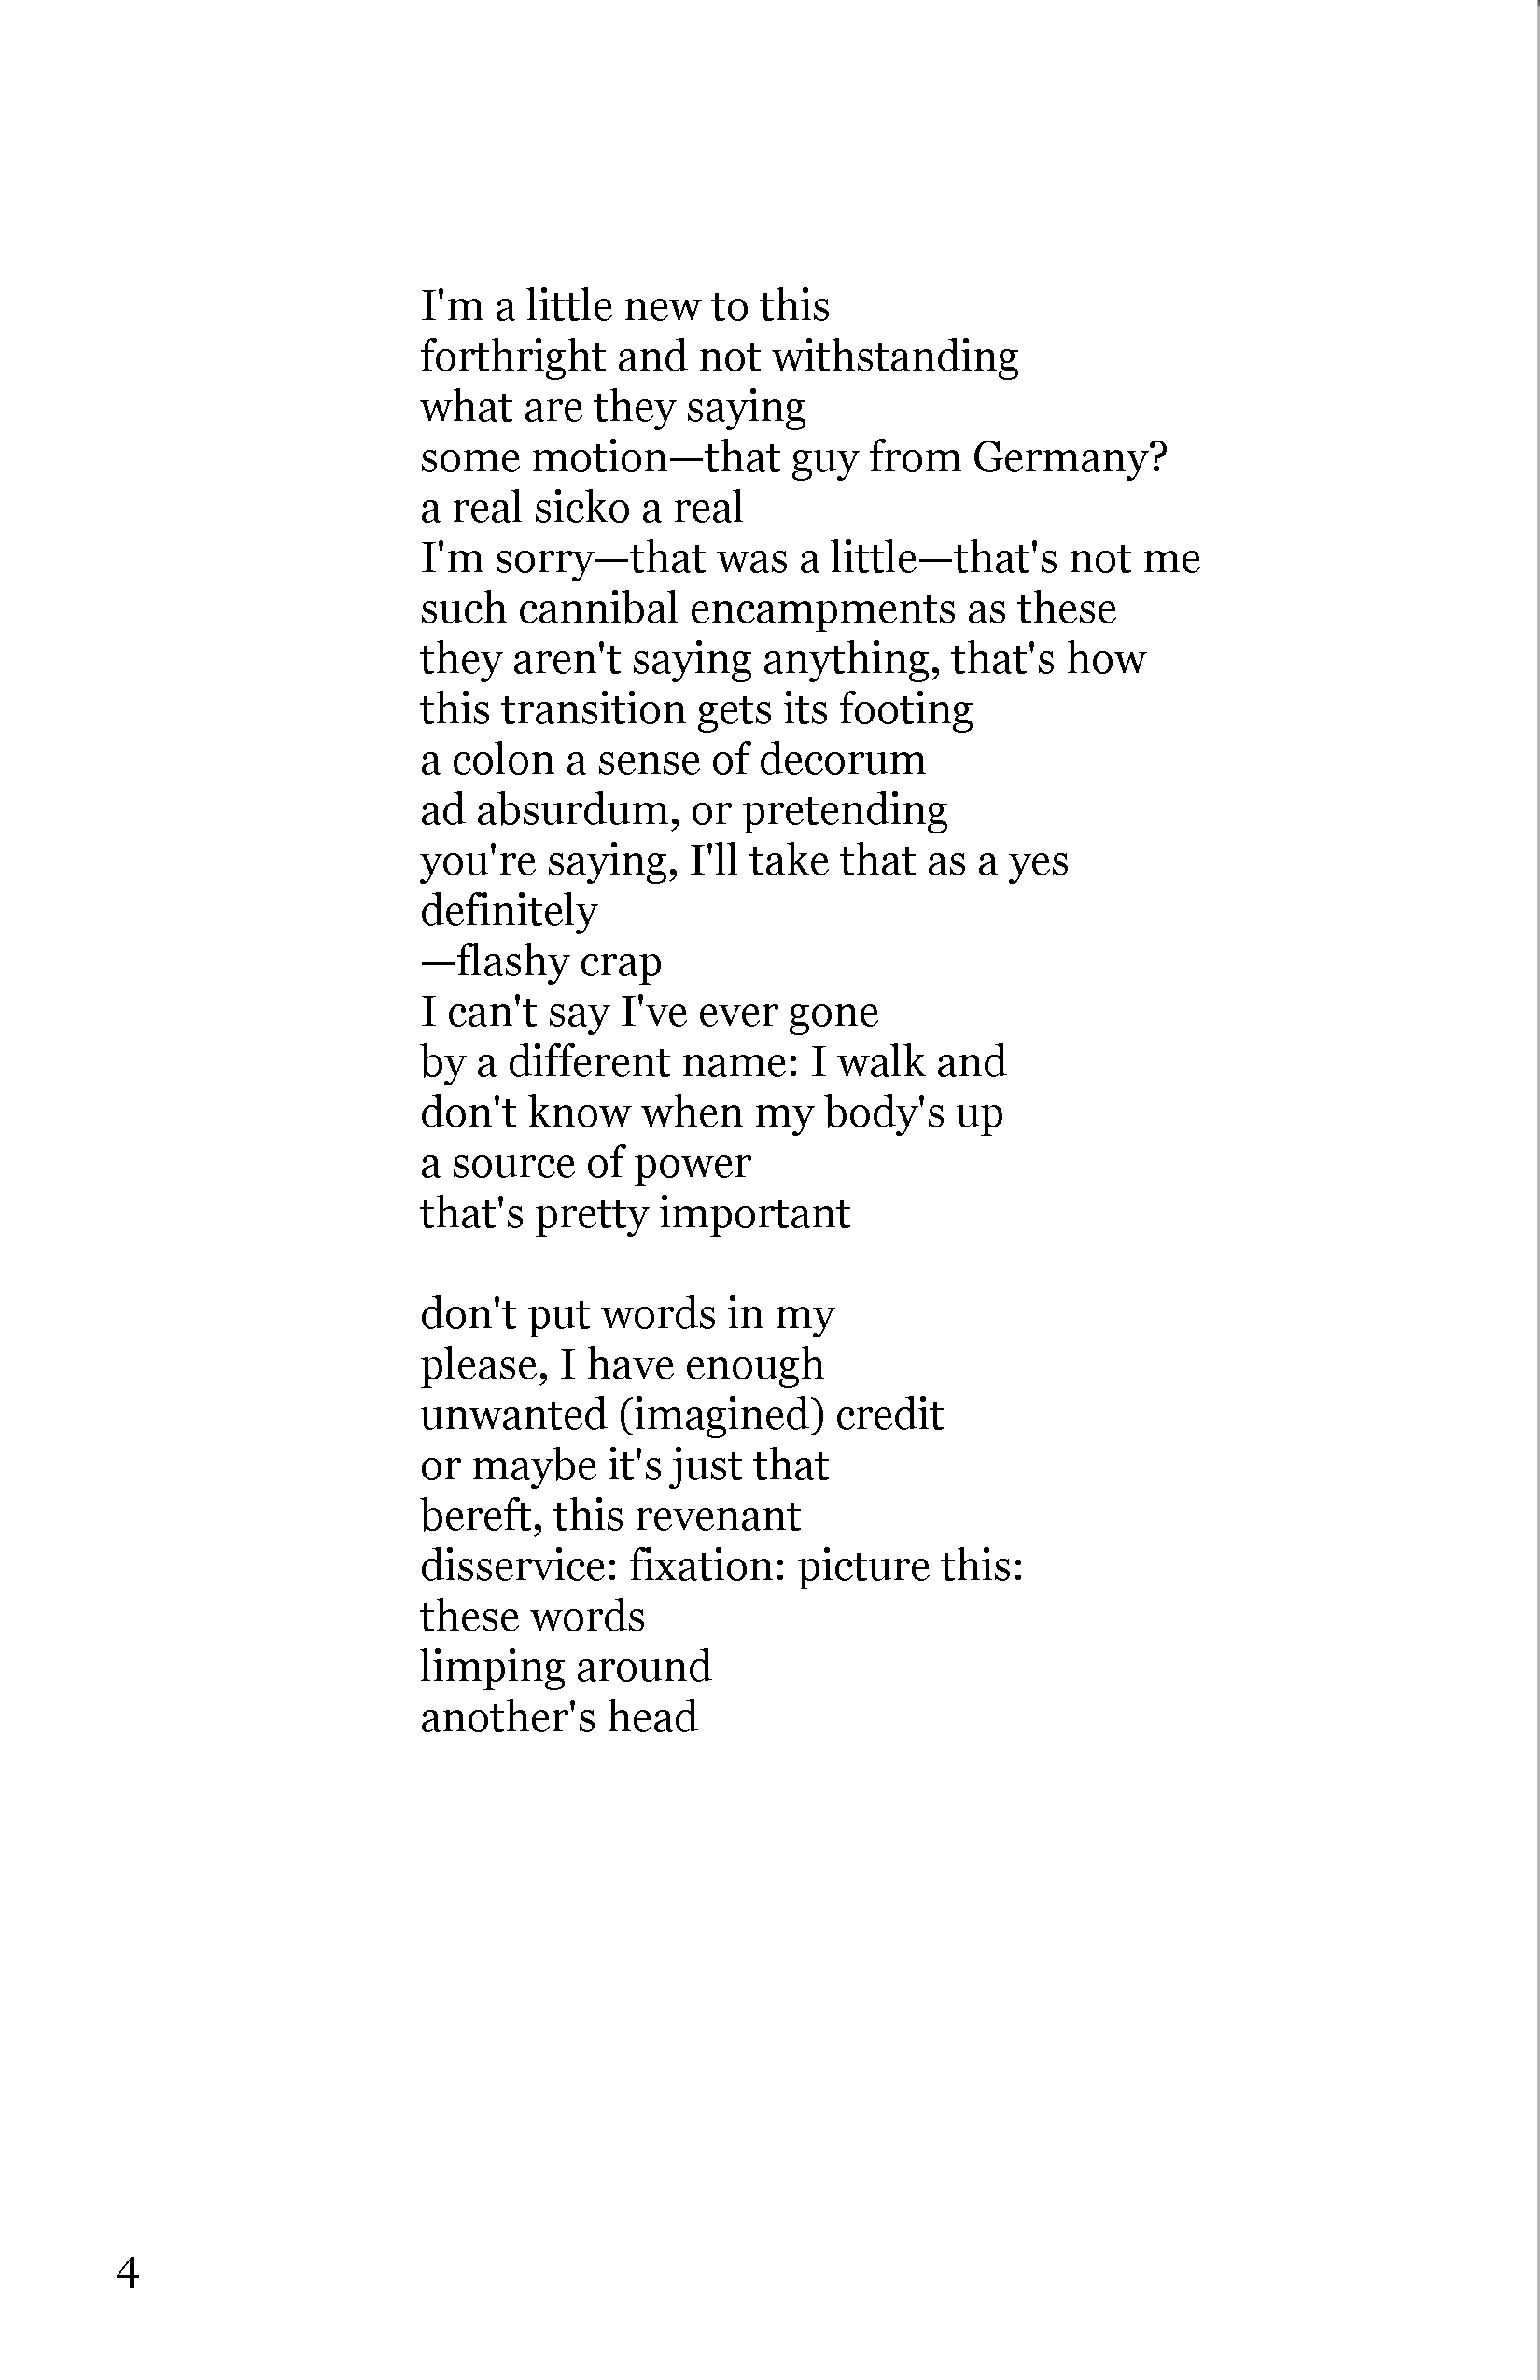 I'm a little new to this
forthright and not withstanding
what are they saying
some motion—that guy from Germany?
a real sicko a real
I'm sorry—that was a little—that's not me
such cannibal encampments as these
they aren't saying anything, that's how
this transition gets its footing
a colon a sense of decorum
ad absurdum, or pretending
you're saying, I'll take that as a yes
definitely
—flashy crap
I can't say I've ever gone
by a different name: I walk and
don't know when my body's up
a source of power
that's pretty important

don't put words in my
please, I have enough
unwanted (imagined) credit
or maybe it's just that
bereft, this revenant
disservice: fixation: picture this:
these words
limping around
another's head
4